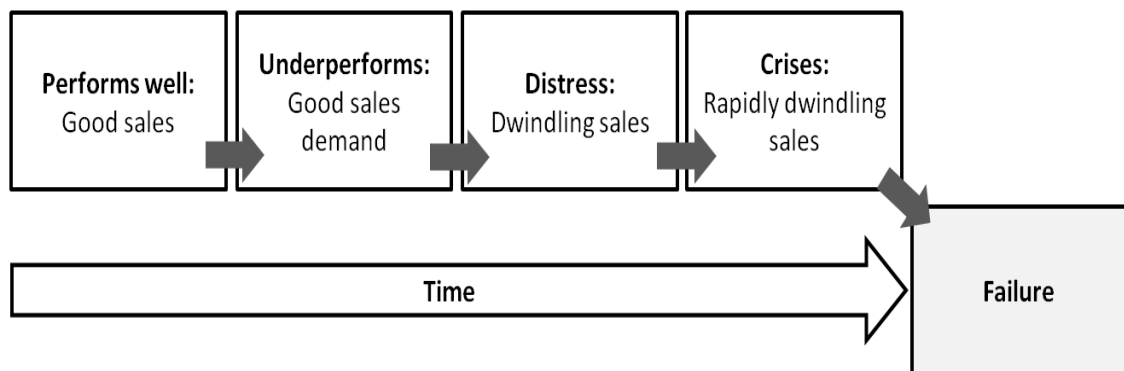 Performs well:
Good sales
Underperforms:
Good sales
demand
Distress:
Dwindling sales
Crises:
Rapidly dwindling
sales
Time
Failure